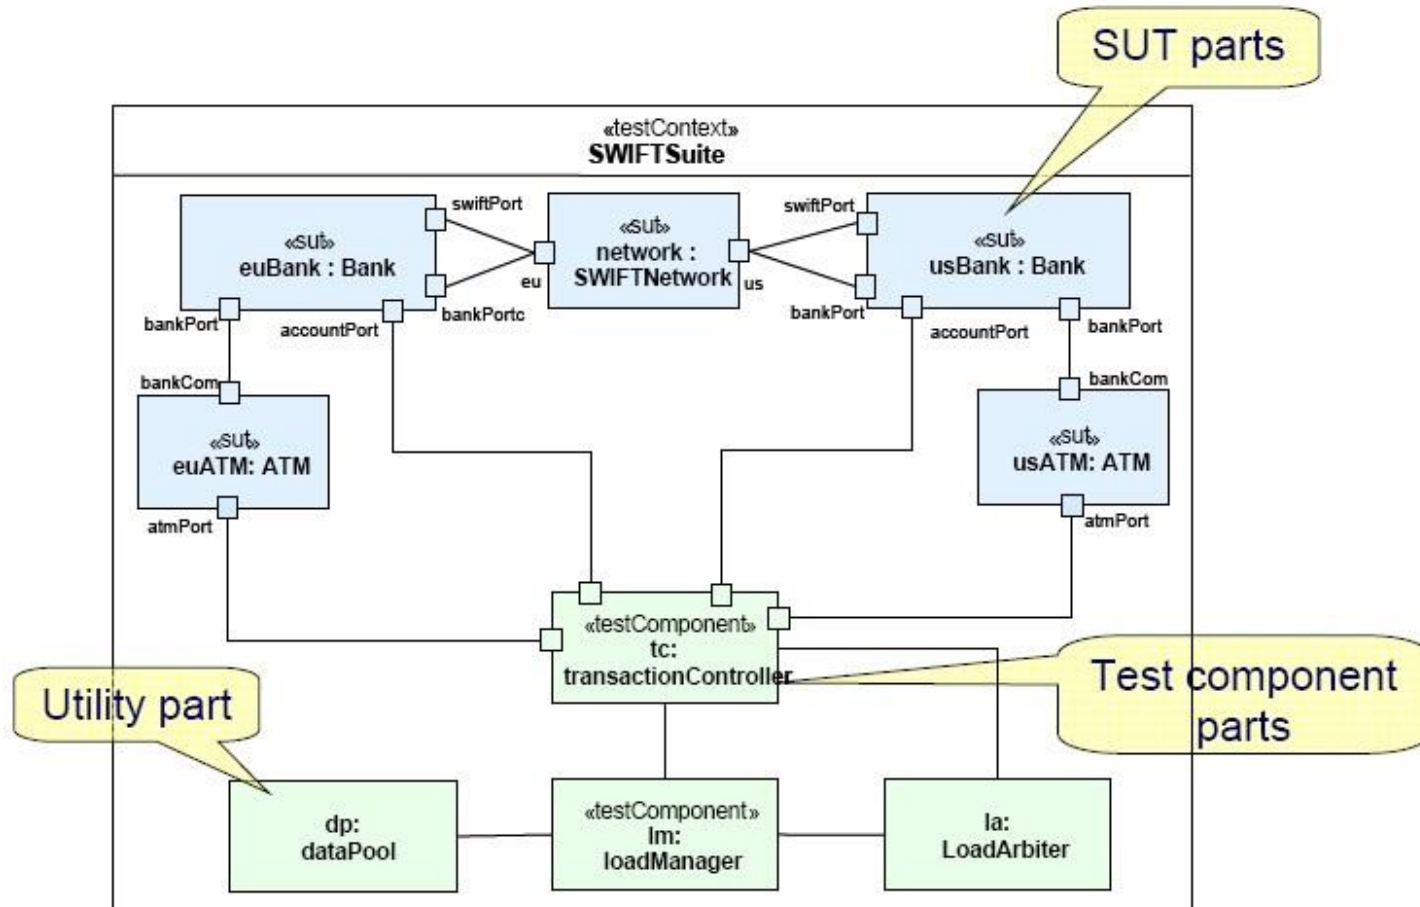 SUT parts
«testContext»
SWIFTSuite
swiftPort
«sut»
euBank : Bank
«sut»
network :
SWIFTNetwork
swiftPort
«sut»
usBank : Bank
eu
us
bankPort
accountPort
bankPortc
bankPort
accountPort
bankPort
bankCom
bankCom
«sut»
euATM: ATM
«sut»
usATM: ATM
atmPort
atmPort
«testComponent»
tc:
transactionController
Test component
parts
Utility part
dp:
dataPool
«testComponent»
lm:
loadManager
la:
LoadArbiter